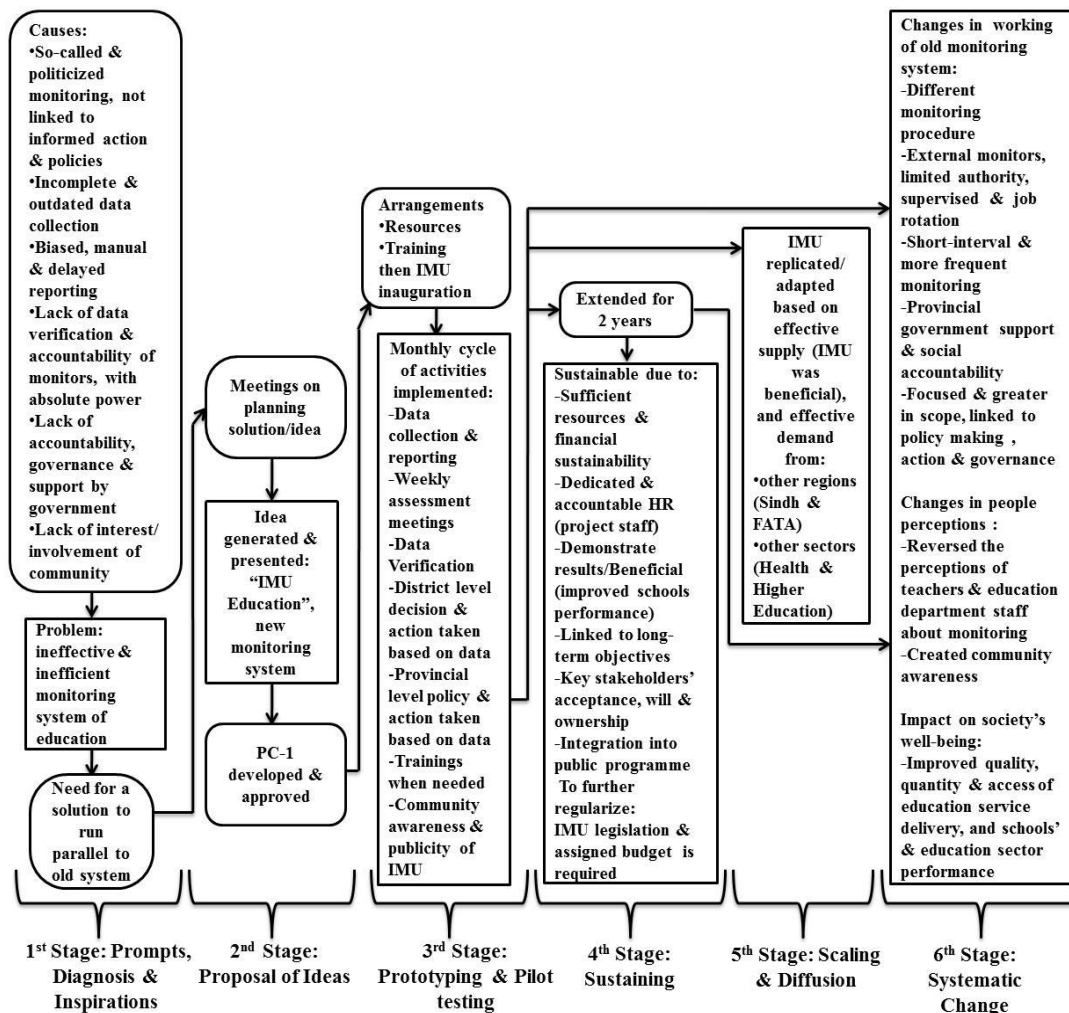 Causes:
•So-called &
politicized
monitoring, not
linked to
informed action
& policies
•Incomplete &
outdated data
collection
•Biased, manual
& delayed
reporting
•Lack of data
verification &
accountability of
monitors, with
absolute power
•Lack of
accountability,
governance &
support by
government
•Lack of interest/
involvement of
community
Problem:
ineffective &
inefficient
monitoring
system of
education
Need for a
solution to
run
parallel to
old system
1st Stage: Prompts,
Diagnosis &
Inspirations
Meetings on
planning
solution/idea
Idea
generated &
presented:
“IMU
Education”,
new
monitoring
system
PC-1
developed &
approved
2nd Stage:
Proposal of Ideas
Arrangements
•Resources
•Training
then IMU
inauguration
Monthly cycle
of activities
implemented:
-Data
collection &
reporting
-Weekly
assessment
meetings
-Data
Verification
-District level
decision &
action taken
based on data
-Provincial
level policy &
action taken
based on data
-Trainings
when needed
-Community
awareness &
publicity of
IMU
3rd Stage:
Prototyping & Pilot
testing
Extended for
2 years
Sustainable due to:
-Sufficient
resources &
financial
sustainability
-Dedicated &
accountable HR
(project staff)
-Demonstrate
results/Beneficial
(improved schools
performance)
-Linked to long-
term objectives
-Key stakeholders’
acceptance, will &
ownership
-Integration into
public programme
To further
regularize:
IMU legislation &
assigned budget is
required
4th Stage:
Sustaining
IMU
replicated/
adapted
based on
effective
supply (IMU
was
beneficial),
and effective
demand
from:
•other regions
(Sindh &
FATA)
•other sectors
(Health &
Higher
Education)
5th Stage: Scaling
& Diffusion
Changes in working
of old monitoring
system:
-Different
monitoring
procedure
-External monitors,
limited authority,
supervised & job
rotation
-Short-interval &
more frequent
monitoring
-Provincial
government support
& social
accountability
-Focused & greater
in scope, linked to
policy making ,
action & governance
Changes in people
perceptions :
-Reversed the
perceptions of
teachers & education
department staff
about monitoring
-Created community
awareness
Impact on society’s
well-being:
-Improved quality,
quantity & access of
education service
delivery, and schools’
& education sector
performance
6th Stage:
Systematic
Change